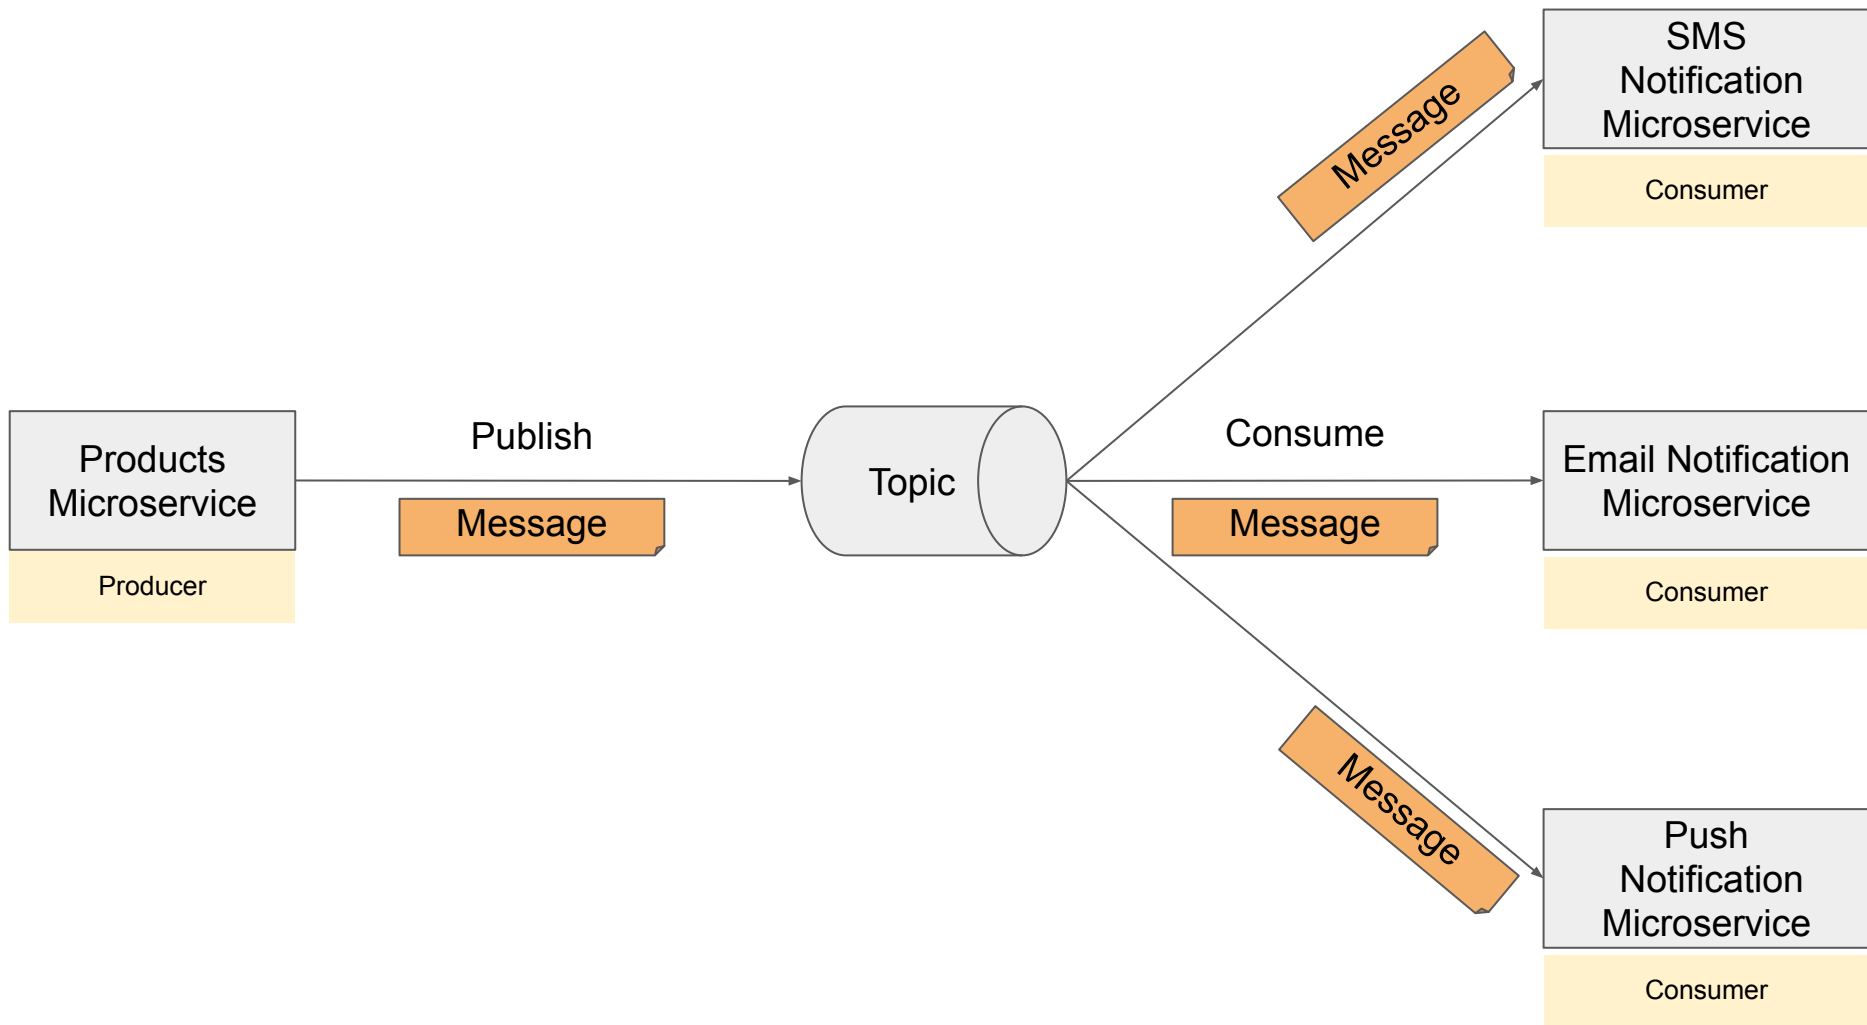 Products
Microservice
Producer
Publish
Message
Topic
Consume
Message
Message
Message
SMS
Notification
Microservice
Consumer
Email Notification
Microservice
Consumer
Push
Notification
Microservice
Consumer